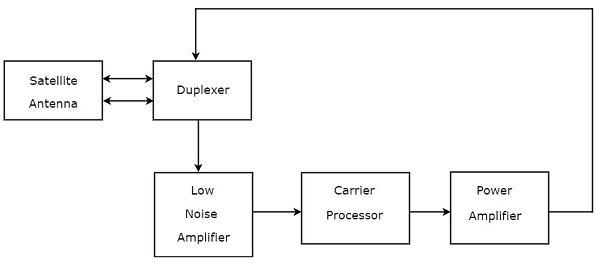 Satellite
Antenna
Duplexer
Low
Noise
Amplifier
Carrier
Processor
Power
Amplifier